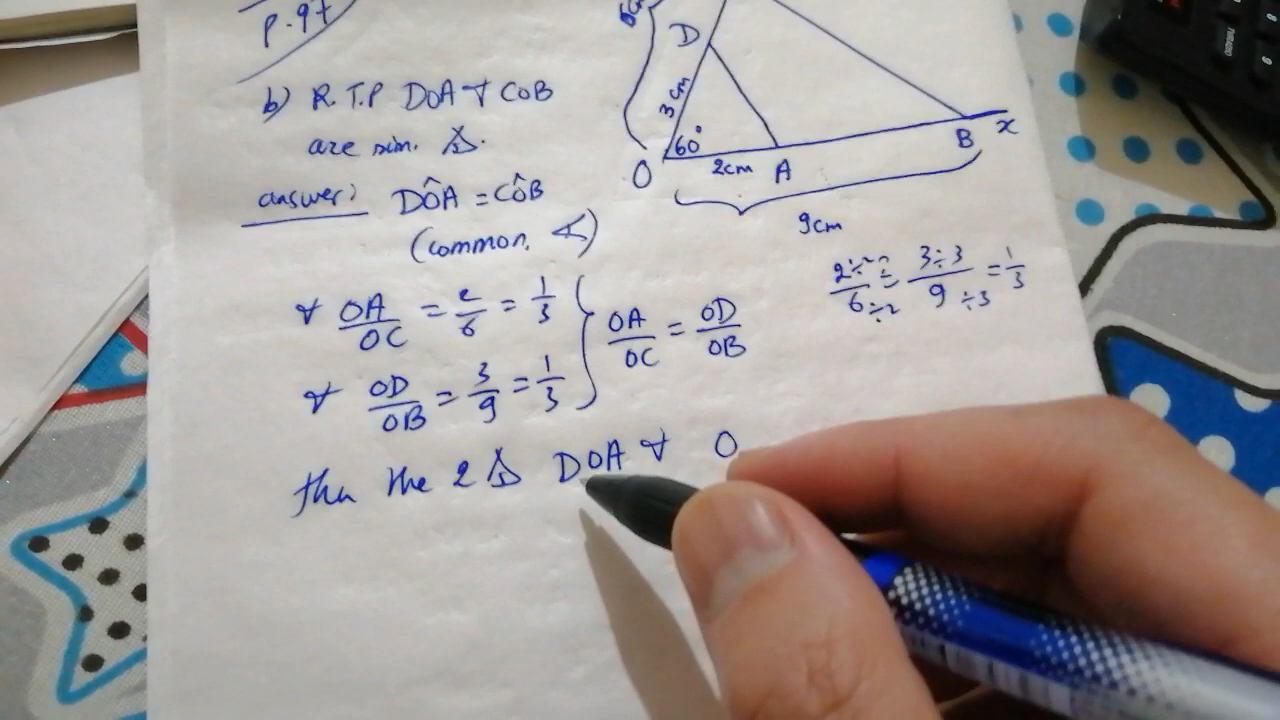 P.97
b) R.T.P DOA & COB
are sim. △s.
answer: DÔA = CÔB
(common ∢)
& OA/OC = 2/6 = 1/3
& OD/OB = 3/9 = 1/3
} OA/OC = OD/OB
then the 2 △s DOA & O
6cm
D
3cm
60°
O
2cm A
B x
9cm
2÷2/6÷2 ?= 3÷3/9÷3 = 1/3